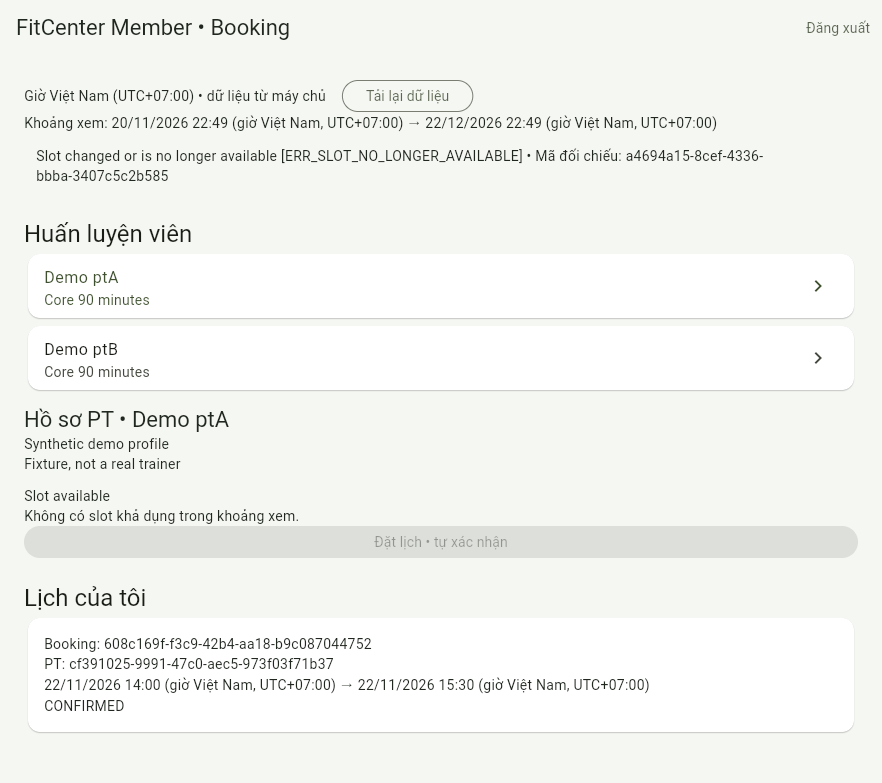 FitCenter Member • Booking
Đăng xuất
Giờ Việt Nam (UTC+07:00) • dữ liệu từ máy chủ
Tải lại dữ liệu
Khoảng xem: 20/11/2026 22:49 (giờ Việt Nam, UTC+07:00) → 22/12/2026 22:49 (giờ Việt Nam, UTC+07:00)
Slot changed or is no longer available [ERR_SLOT_NO_LONGER_AVAILABLE] • Mã đối chiếu: a4694a15-8cef-4336-
bbba-3407c5c2b585
Huấn luyện viên
Demo ptA
Core 90 minutes
Demo ptB
Core 90 minutes
Hồ sơ PT • Demo ptA
Synthetic demo profile
Fixture, not a real trainer
Slot available
Không có slot khả dụng trong khoảng xem.
Đặt lịch • tự xác nhận
Lịch của tôi
Booking: 608c169f-f3c9-42b4-aa18-b9c087044752
PT: cf391025-9991-47c0-aec5-973f03f71b37
22/11/2026 14:00 (giờ Việt Nam, UTC+07:00) → 22/11/2026 15:30 (giờ Việt Nam, UTC+07:00)
CONFIRMED